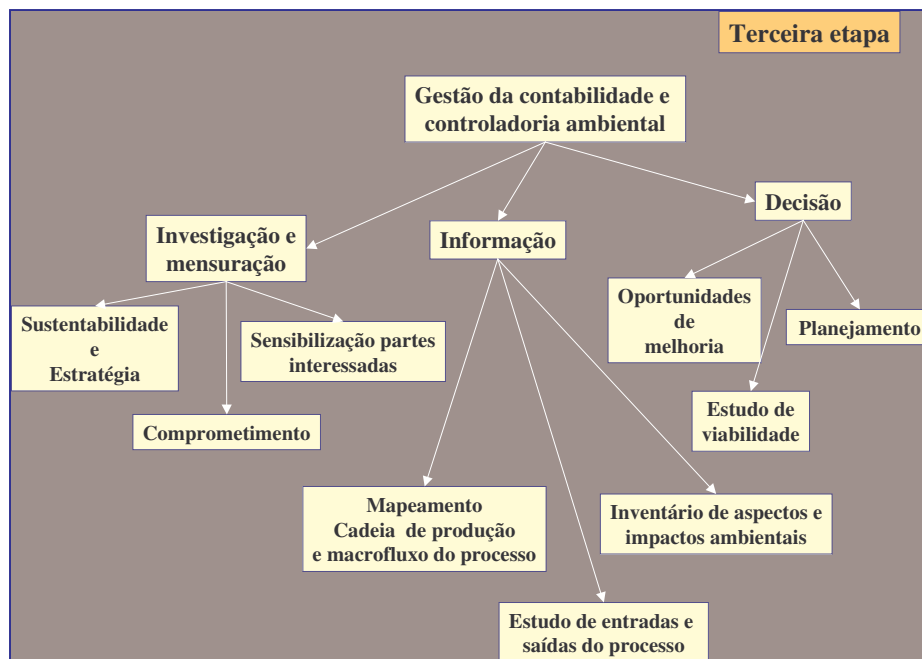 Terceira etapa
Gestão da contabilidade e
controladoria ambiental
Decisão
Investigação e
mensuração
Informação
Oportunidades
de
melhoria
Planejamento
Sustentabilidade
e
Estratégia
Sensibilização partes
interessadas
Estudo de
viabilidade
Comprometimento
Mapeamento
Cadeia de produção
e macrofluxo do processo
Inventário de aspectos e
impactos ambientais
Estudo de entradas e
saídas do processo